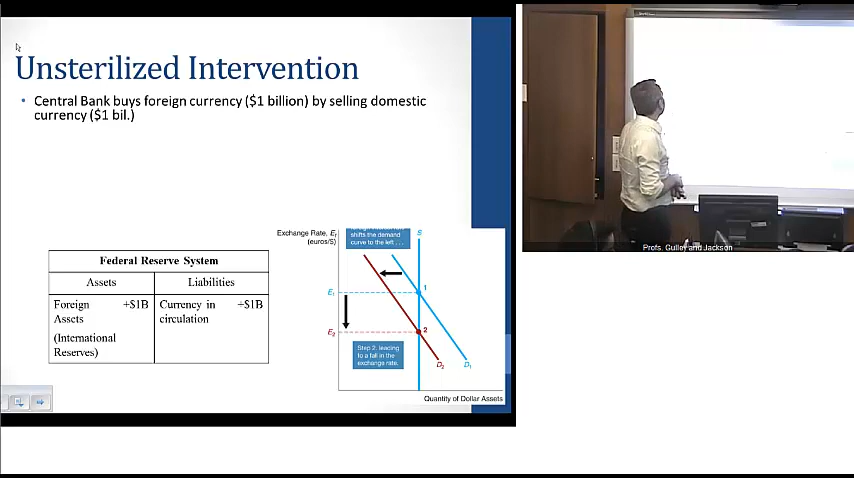 Unsterilized Intervention
• Central Bank buys foreign currency ($1 billion) by selling domestic
currency ($1 bil.)
Federal Reserve System
Assets Liabilities
Foreign +$1B Currency in +$1B
Assets circulation
(International
Reserves)
Exchange Rate, Et
(euros/$)
shifts the demand
curve to the left . . .
S
E1
1
E2
2
Step 2. leading
to a fall in the
exchange rate.
D2 D1
Quantity of Dollar Assets
Profs. Gulley and Jackson